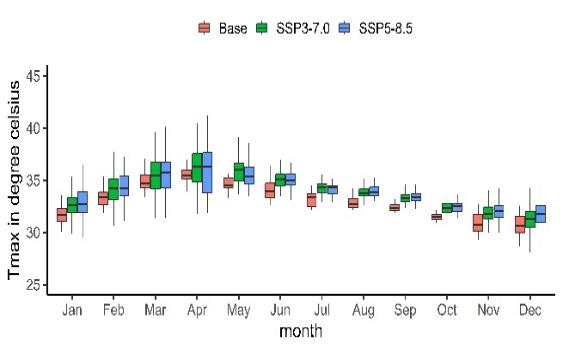 Base SSP3-7.0 SSP5-8.5
Tmax in degree celsius
45
40
35
30
25
Jan Feb Mar Apr May Jun Jul Aug Sep Oct Nov Dec
month